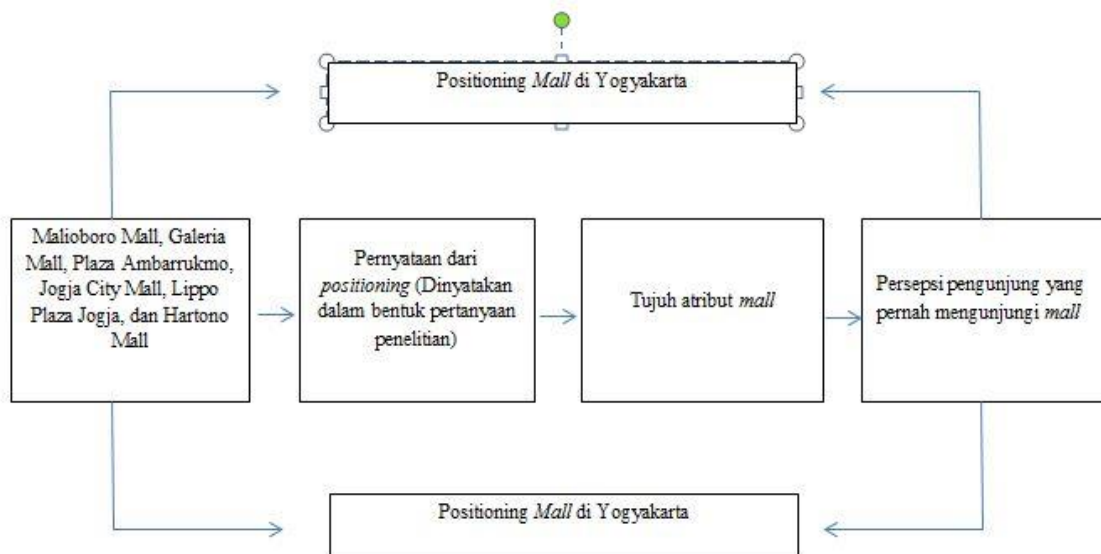 Positioning Mall di Yogyakarta
Malioboro Mall, Galeria
Mall, Plaza Ambarrukmo,
Jogja City Mall, Lippo
Plaza Jogja, dan Hartono
Mall
Pernyataan dari
positioning (Dinyatakan
dalam bentuk pertanyaan
penelitian)
Tujuh atribut mall
Persepsi pengunjung yang
pernah mengunjungi mall
Positioning Mall di Yogyakarta